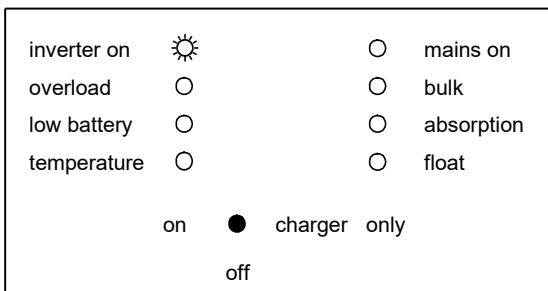 inverter on mains on
overload bulk
low battery absorption
temperature float
on charger only
off